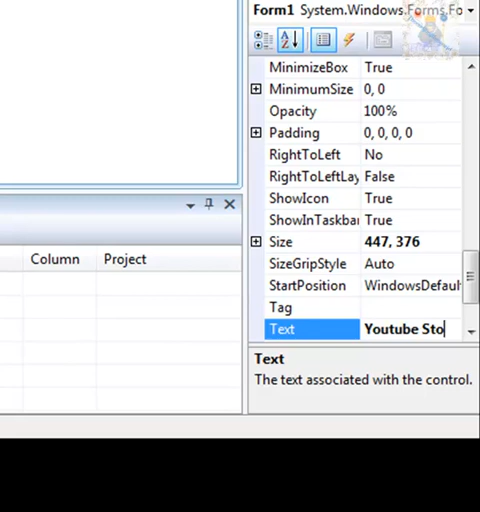 Form1 System.Windows.Forms.Fo
MinimizeBox True
MinimumSize 0, 0
Opacity 100%
Padding 0, 0, 0, 0
RightToLeft No
RightToLeftLay False
ShowIcon True
ShowInTaskbar True
Size 447, 376
Column Project
SizeGripStyle Auto
StartPosition WindowsDefaul
Tag
Text Youtube Sto
Text
The text associated with the control.